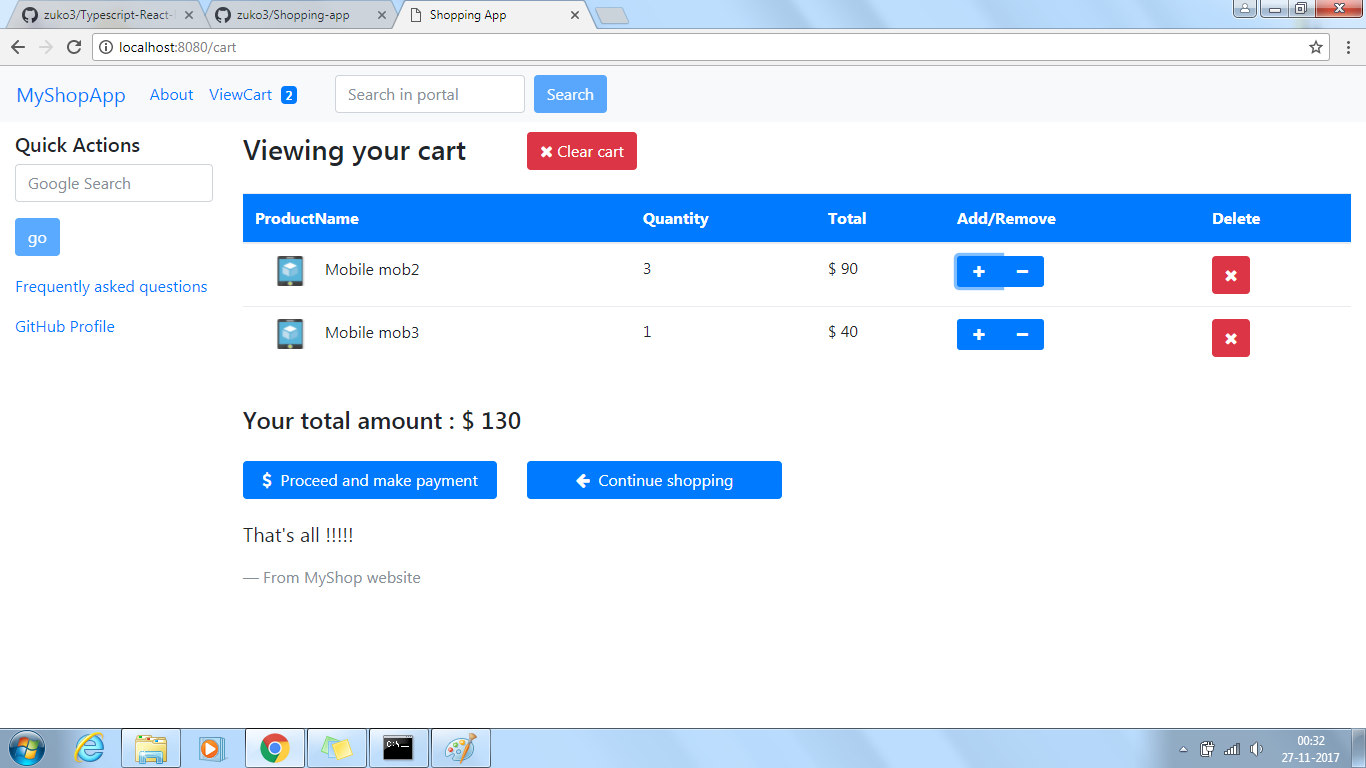 zuko3/Typescript-React- zuko3/Shopping-app Shopping App
localhost:8080/cart
MyShopApp About ViewCart 2 Search in portal Search
Quick Actions
Google Search
go
Frequently asked questions
GitHub Profile
Viewing your cart Clear cart
ProductName Quantity Total Add/Remove Delete
Mobile mob2 3 $ 90
Mobile mob3 1 $ 40
Your total amount : $ 130
$ Proceed and make payment Continue shopping
That's all !!!!!
— From MyShop website
C:\
00:32
27-11-2017